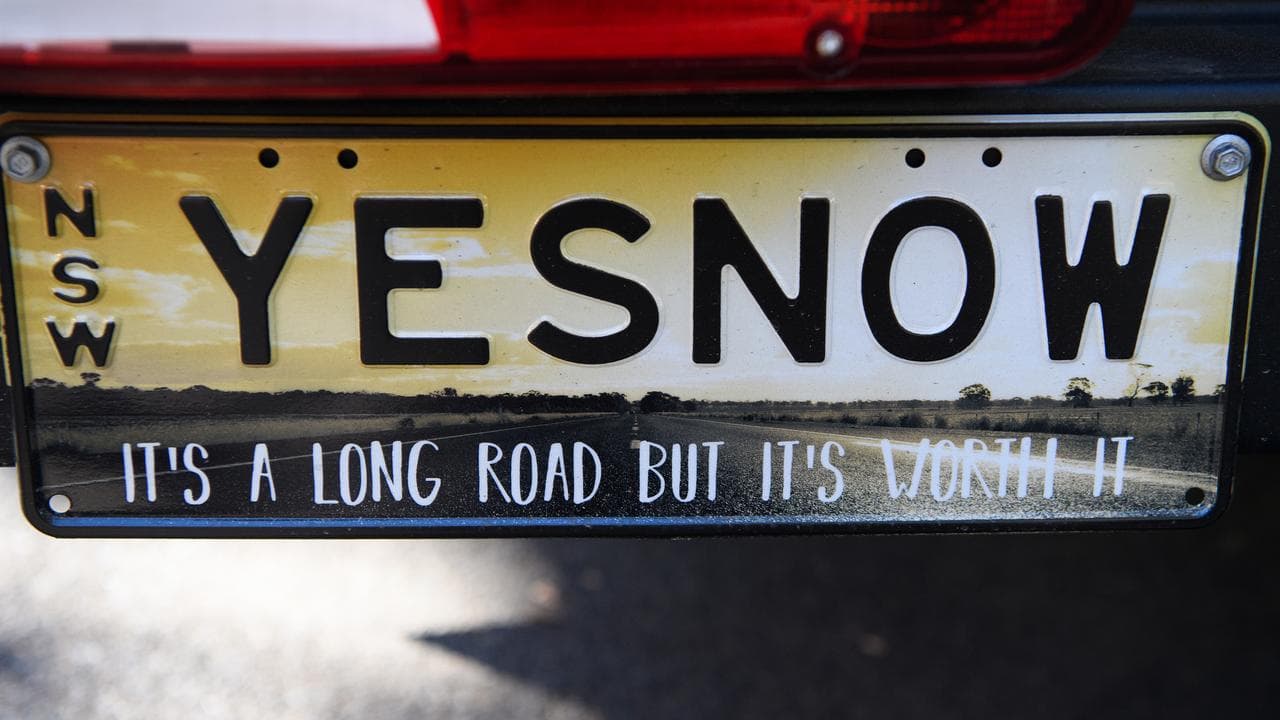 NSW
YESNOW
IT'S A LONG ROAD BUT IT'S WORTH IT